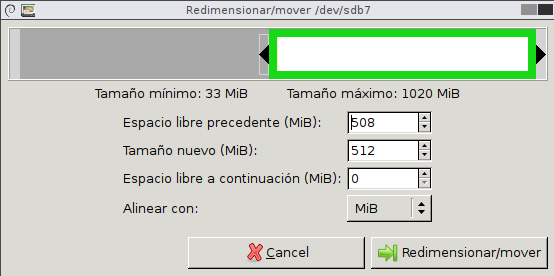 Redimensionar/mover /dev/sdb7
Tamaño mínimo: 33 MiB Tamaño máximo: 1020 MiB
Espacio libre precedente (MiB): 508
Tamaño nuevo (MiB): 512
Espacio libre a continuación (MiB): 0
Alinear con: MiB
Cancel Redimensionar/mover